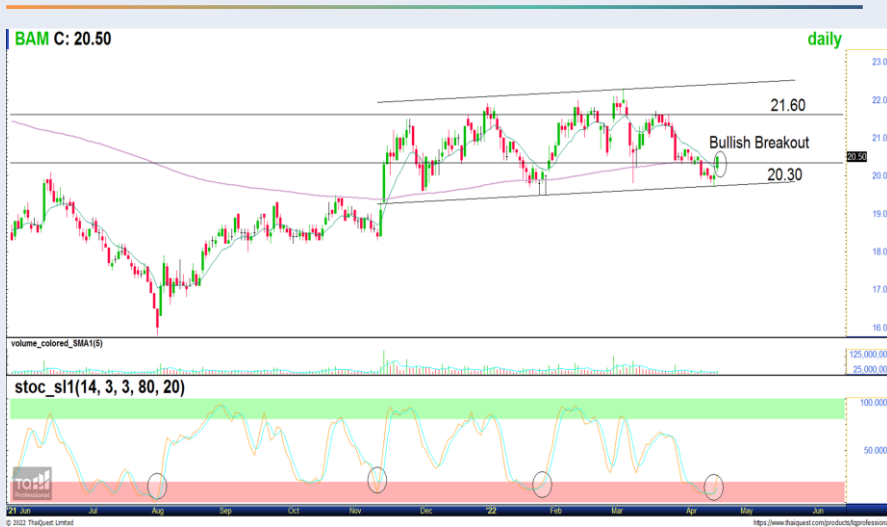 BAM C: 20.50
daily
23.0
22.0
21.60
Bullish Breakout
20.50
20.30
20.0
19.0
18.0
17.0
16.0
volume_colored_SMA1(5)
125,000,00
25,000,00
stoc_sl1(14, 3, 3, 80, 20)
100.000
50.000
TQ
Professional
'21 Jun Jul Aug Sep Oct Nov Dec '22 Feb Mar Apr May Jun
© 2022 ThaiQuest Limited
https://www.thaiquest.com/products/tqprofession